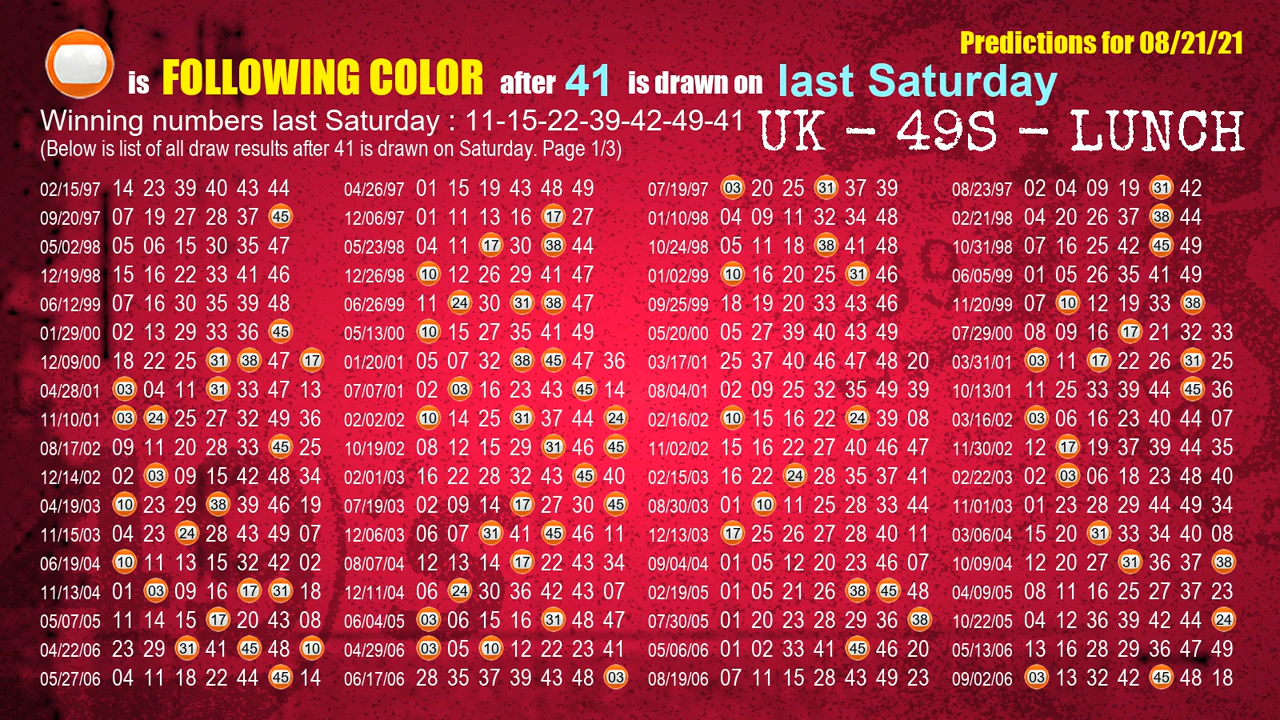 Predictions for 08/21/21
is FOLLOWING COLOR after 41 is drawn on last Saturday
Winning numbers last Saturday : 11-15-22-39-42-49-41
UK - 49S - LUNCH
(Below is list of all draw results after 41 is drawn on Saturday. Page 1/3)
02/15/97 14 23 39 40 43 44 04/26/97 01 15 19 43 48 49 07/19/97 03 20 25 31 37 39 08/23/97 02 04 09 19 31 42
09/20/97 07 19 27 28 37 45 12/06/97 01 11 13 16 17 27 01/10/98 04 09 11 32 34 48 02/21/98 04 20 26 37 38 44
05/02/98 05 06 15 30 35 47 05/23/98 04 11 17 30 38 44 10/24/98 05 11 18 38 41 48 10/31/98 07 16 25 42 45 49
12/19/98 15 16 22 33 41 46 12/26/98 10 12 26 29 41 47 01/02/99 10 16 20 25 31 46 06/05/99 01 05 26 35 41 49
06/12/99 07 16 30 35 39 48 06/26/99 11 24 30 31 38 47 09/25/99 18 19 20 33 43 46 11/20/99 07 10 12 19 33 38
01/29/00 02 13 29 33 36 45 05/13/00 10 15 27 35 41 49 05/20/00 05 27 39 40 43 49 07/29/00 08 09 16 17 21 32 33
12/09/00 18 22 25 31 38 47 17 01/20/01 05 07 32 38 45 47 36 03/17/01 25 37 40 46 47 48 20 03/31/01 03 11 17 22 26 31 25
04/28/01 03 04 11 31 33 47 13 07/07/01 02 03 16 23 43 45 14 08/04/01 02 09 25 32 35 49 39 10/13/01 11 25 33 39 44 45 36
11/10/01 03 24 25 27 32 49 36 02/02/02 10 14 25 31 37 44 24 02/16/02 10 15 16 22 24 39 08 03/16/02 03 06 16 23 40 44 07
08/17/02 09 11 20 28 33 45 25 10/19/02 08 12 15 29 31 46 45 11/02/02 15 16 22 27 40 46 47 11/30/02 12 17 19 37 39 44 35
12/14/02 02 03 09 15 42 48 34 02/01/03 16 22 28 32 43 45 40 02/15/03 16 22 24 28 35 37 41 02/22/03 02 03 06 18 23 48 40
04/19/03 10 23 29 38 39 46 19 07/19/03 02 09 14 17 27 30 45 08/30/03 01 10 11 25 28 33 44 11/01/03 01 23 28 29 44 49 34
11/15/03 04 23 24 28 43 49 07 12/06/03 06 07 31 41 45 46 11 12/13/03 17 25 26 27 28 40 11 03/06/04 15 20 31 33 34 40 08
06/19/04 10 11 13 15 32 42 02 08/07/04 12 13 14 17 22 43 34 09/04/04 01 05 12 20 23 46 07 10/09/04 12 20 27 31 36 37 38
11/13/04 01 03 09 16 17 31 18 12/11/04 06 24 30 36 42 43 07 02/19/05 01 05 21 26 38 45 48 04/09/05 08 11 16 25 27 37 23
05/07/05 11 14 15 17 20 43 08 06/04/05 03 06 15 16 31 48 47 07/30/05 01 20 23 28 29 36 38 10/22/05 04 12 36 39 42 44 24
04/22/06 23 29 31 41 45 48 10 04/29/06 03 05 10 12 22 23 41 05/06/06 01 02 33 41 45 46 20 05/13/06 13 16 28 29 36 47 49
05/27/06 04 11 18 22 44 45 14 06/17/06 28 35 37 39 43 48 03 08/19/06 07 11 15 28 43 49 23 09/02/06 03 13 32 42 45 48 18